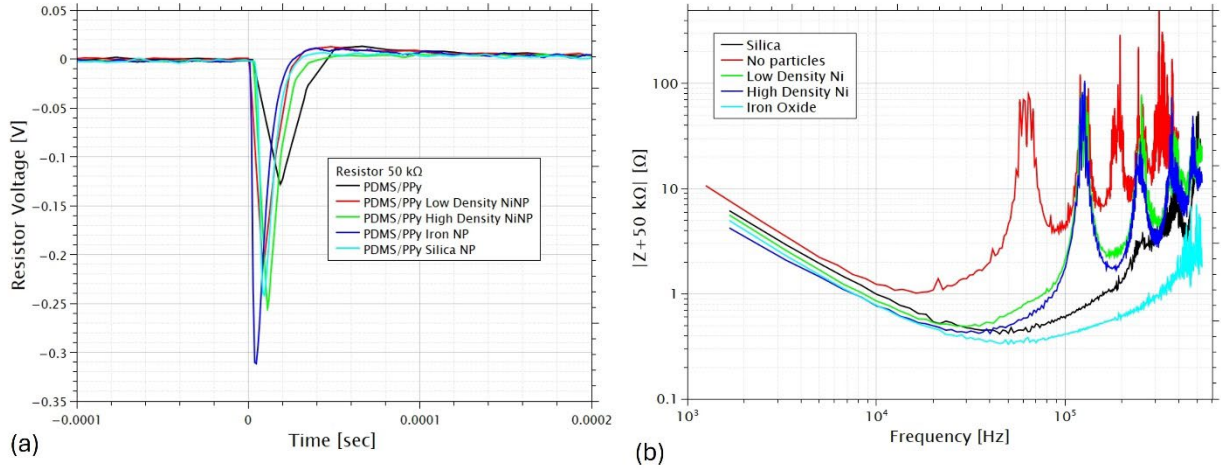 0.05
0
−0.05
−0.1
−0.15
−0.2
−0.25
−0.3
−0.35
Resistor Voltage [V]
Resistor 50 kΩ
PDMS/PPy
PDMS/PPy Low Density NiNP
PDMS/PPy High Density NiNP
PDMS/PPy Iron NP
PDMS/PPy Silica NP
−0.0001
0
0.0001
0.0002
Time [sec]
(a)
100
10
1
0.1
|Z+50 kΩ| [Ω]
Silica
No particles
Low Density Ni
High Density Ni
Iron Oxide
10³
10⁴
10⁵
Frequency [Hz]
(b)